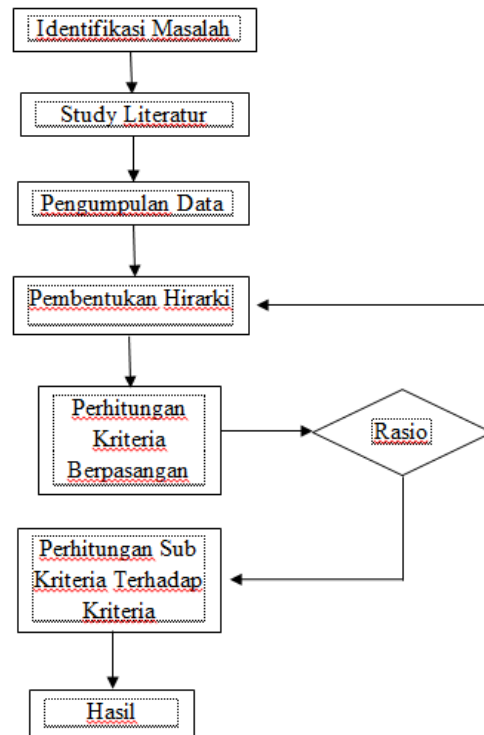 Identifikasi Masalah
Study Literatur
Pengumpulan Data
Pembentukan Hirarki
Perhitungan
Kriteria
Berpasangan
Rasio
Perhitungan Sub
Kriteria Terhadap
Kriteria
Hasil